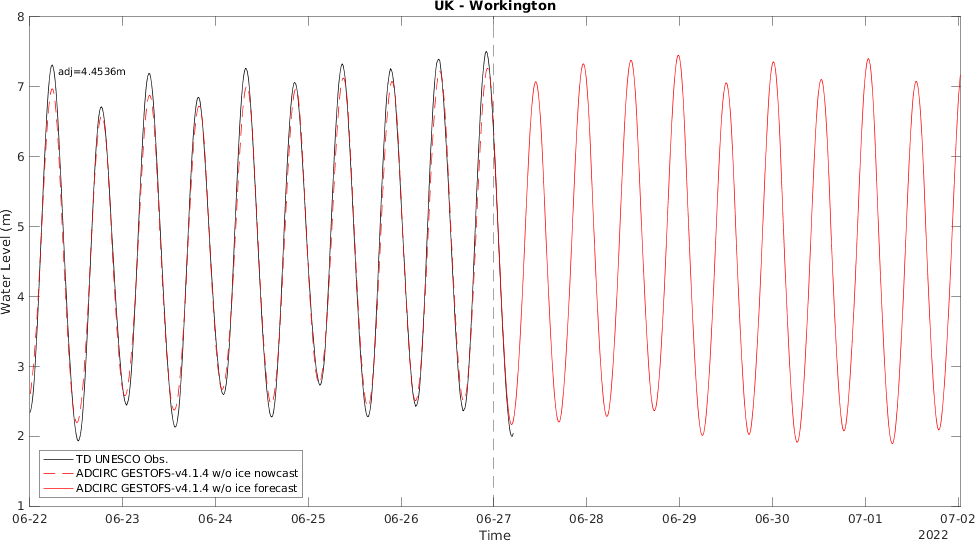 UK - Workington
8
adj=4.4536m
7
6
5
4
3
2
1
Water Level (m)
TD UNESCO Obs.
ADCIRC GESTOFS-v4.1.4 w/o ice nowcast
ADCIRC GESTOFS-v4.1.4 w/o ice forecast
06-22 06-23 06-24 06-25 06-26 06-27 06-28 06-29 06-30 07-01 07-02
Time
2022